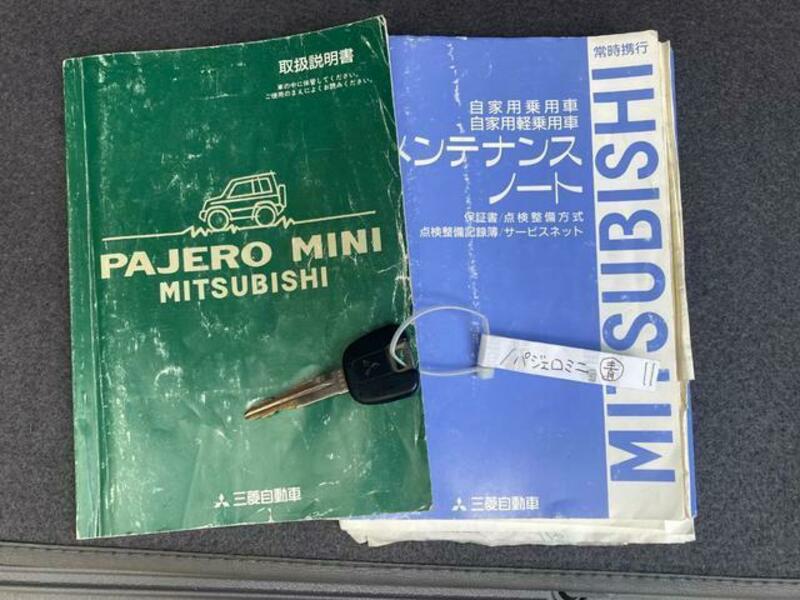 取扱説明書
車の中に保管してください。
ご使用のまえによくお読みください。
PAJERO MINI
MITSUBISHI
三菱自動車
常時携行
自家用乗用車
自家用軽乗用車
メンテナンス
ノート
保証書/点検整備方式
点検整備記録簿/サービスネット
MITSUBISHI
三菱自動車
パジェロミニ 青 11